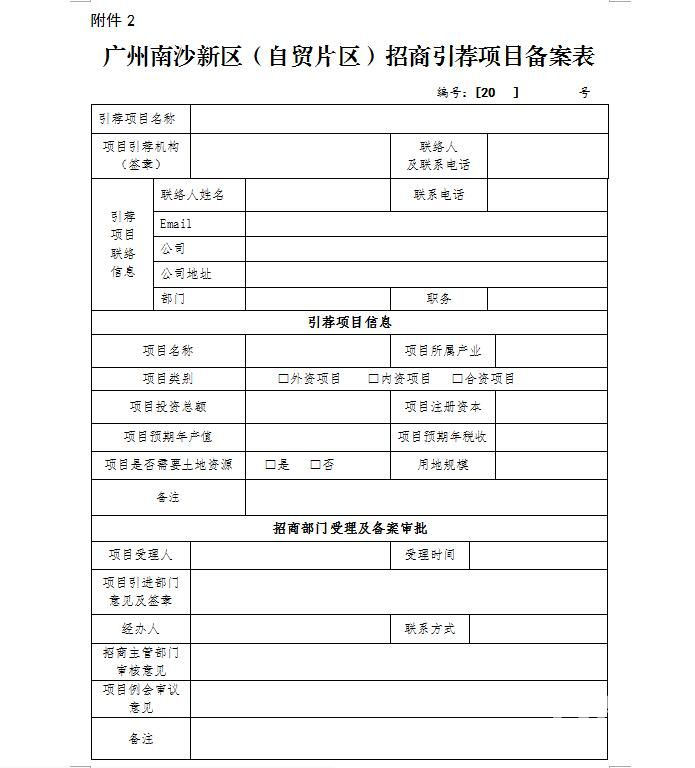 附件 2
广州南沙新区（自贸片区）招商引荐项目备案表
编号：[20 ] 号
引荐项目名称
项目引荐机构
（签章）
联络人
及联系电话
引荐
项目
联络
信息
联络人姓名
联系电话
Email
公司
公司地址
部门
职务
引荐项目信息
项目名称
项目所属产业
项目类别
□外资项目 □内资项目 □合资项目
项目投资总额
项目注册资本
项目预期年产值
项目预期年税收
项目是否需要土地资源
□是 □否
用地规模
备注
招商部门受理及备案审批
项目受理人
受理时间
项目引进部门
意见及签章
经办人
联系方式
招商主管部门
审核意见
项目例会审议
意见
备注